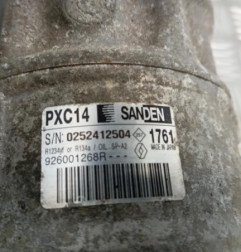 PXC14 SANDEN
S/N: 0252412504 1761
R1234yf or R134a / OIL: SP-A2 MADE IN JAPAN
926001268R---